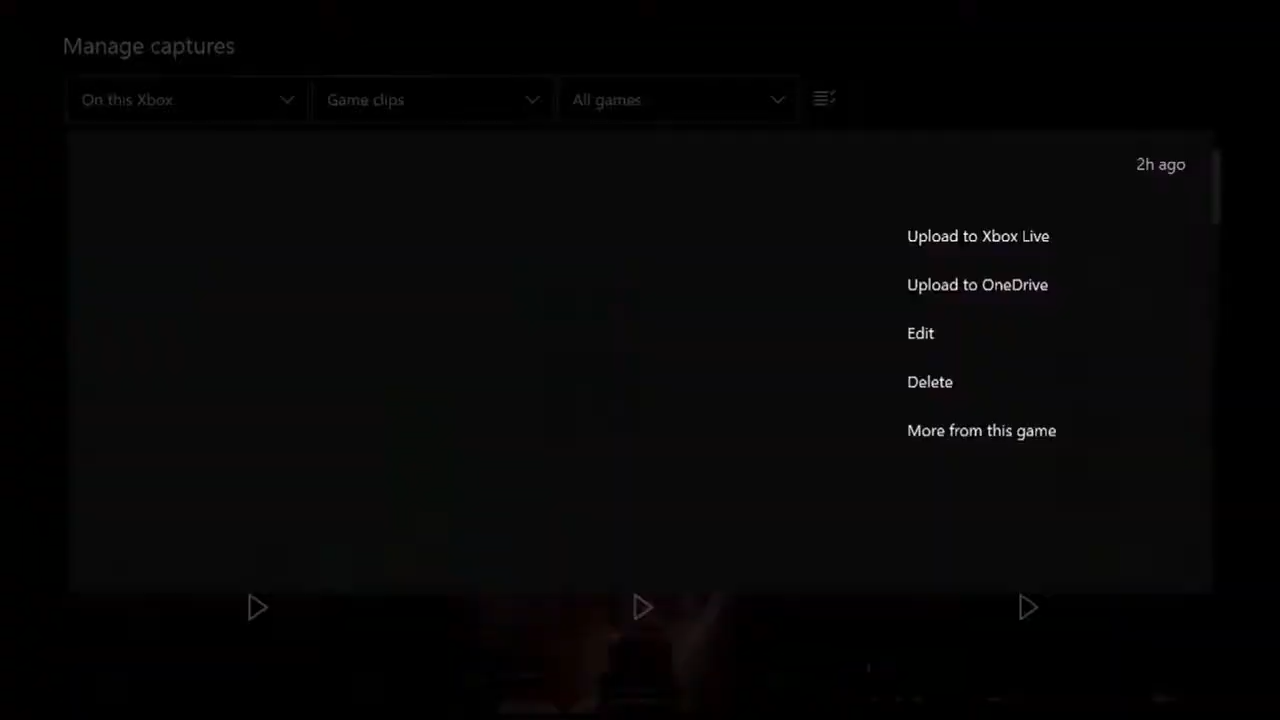 Manage captures
On this Xbox
Game clips
All games
2h ago
Upload to Xbox Live
Upload to OneDrive
Edit
Delete
More from this game